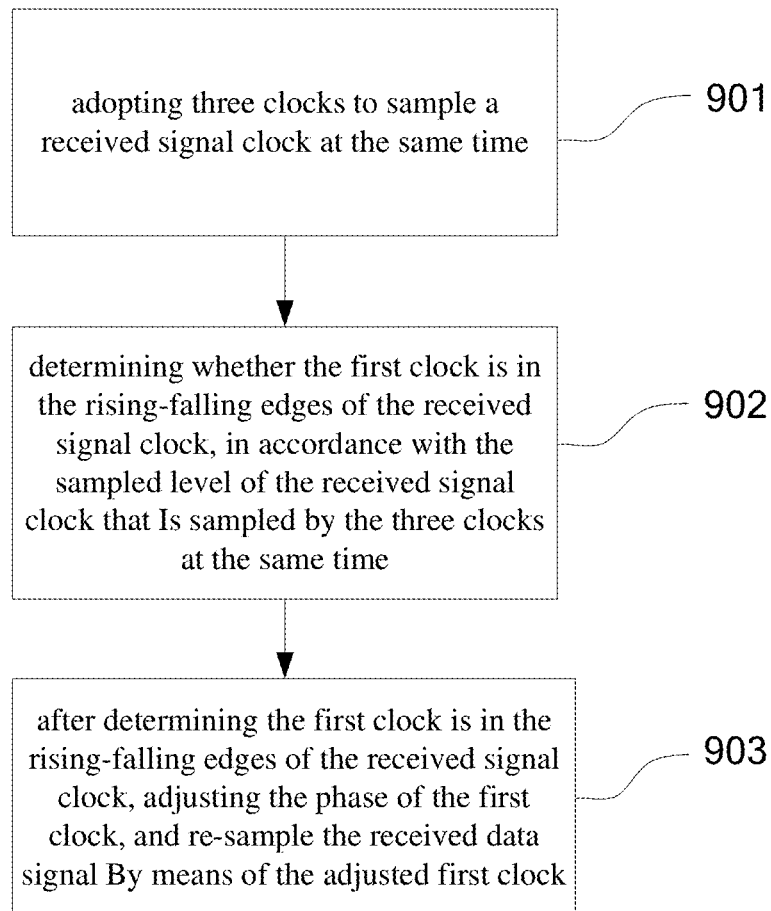 adopting three clocks to sample a
received signal clock at the same time
901
determining whether the first clock is in
the rising-falling edges of the received
signal clock, in accordance with the
sampled level of the received signal
clock that Is sampled by the three clocks
at the same time
902
after determining the first clock is in the
rising-falling edges of the received signal
clock, adjusting the phase of the first
clock, and re-sample the received data
signal By means of the adjusted first clock
903